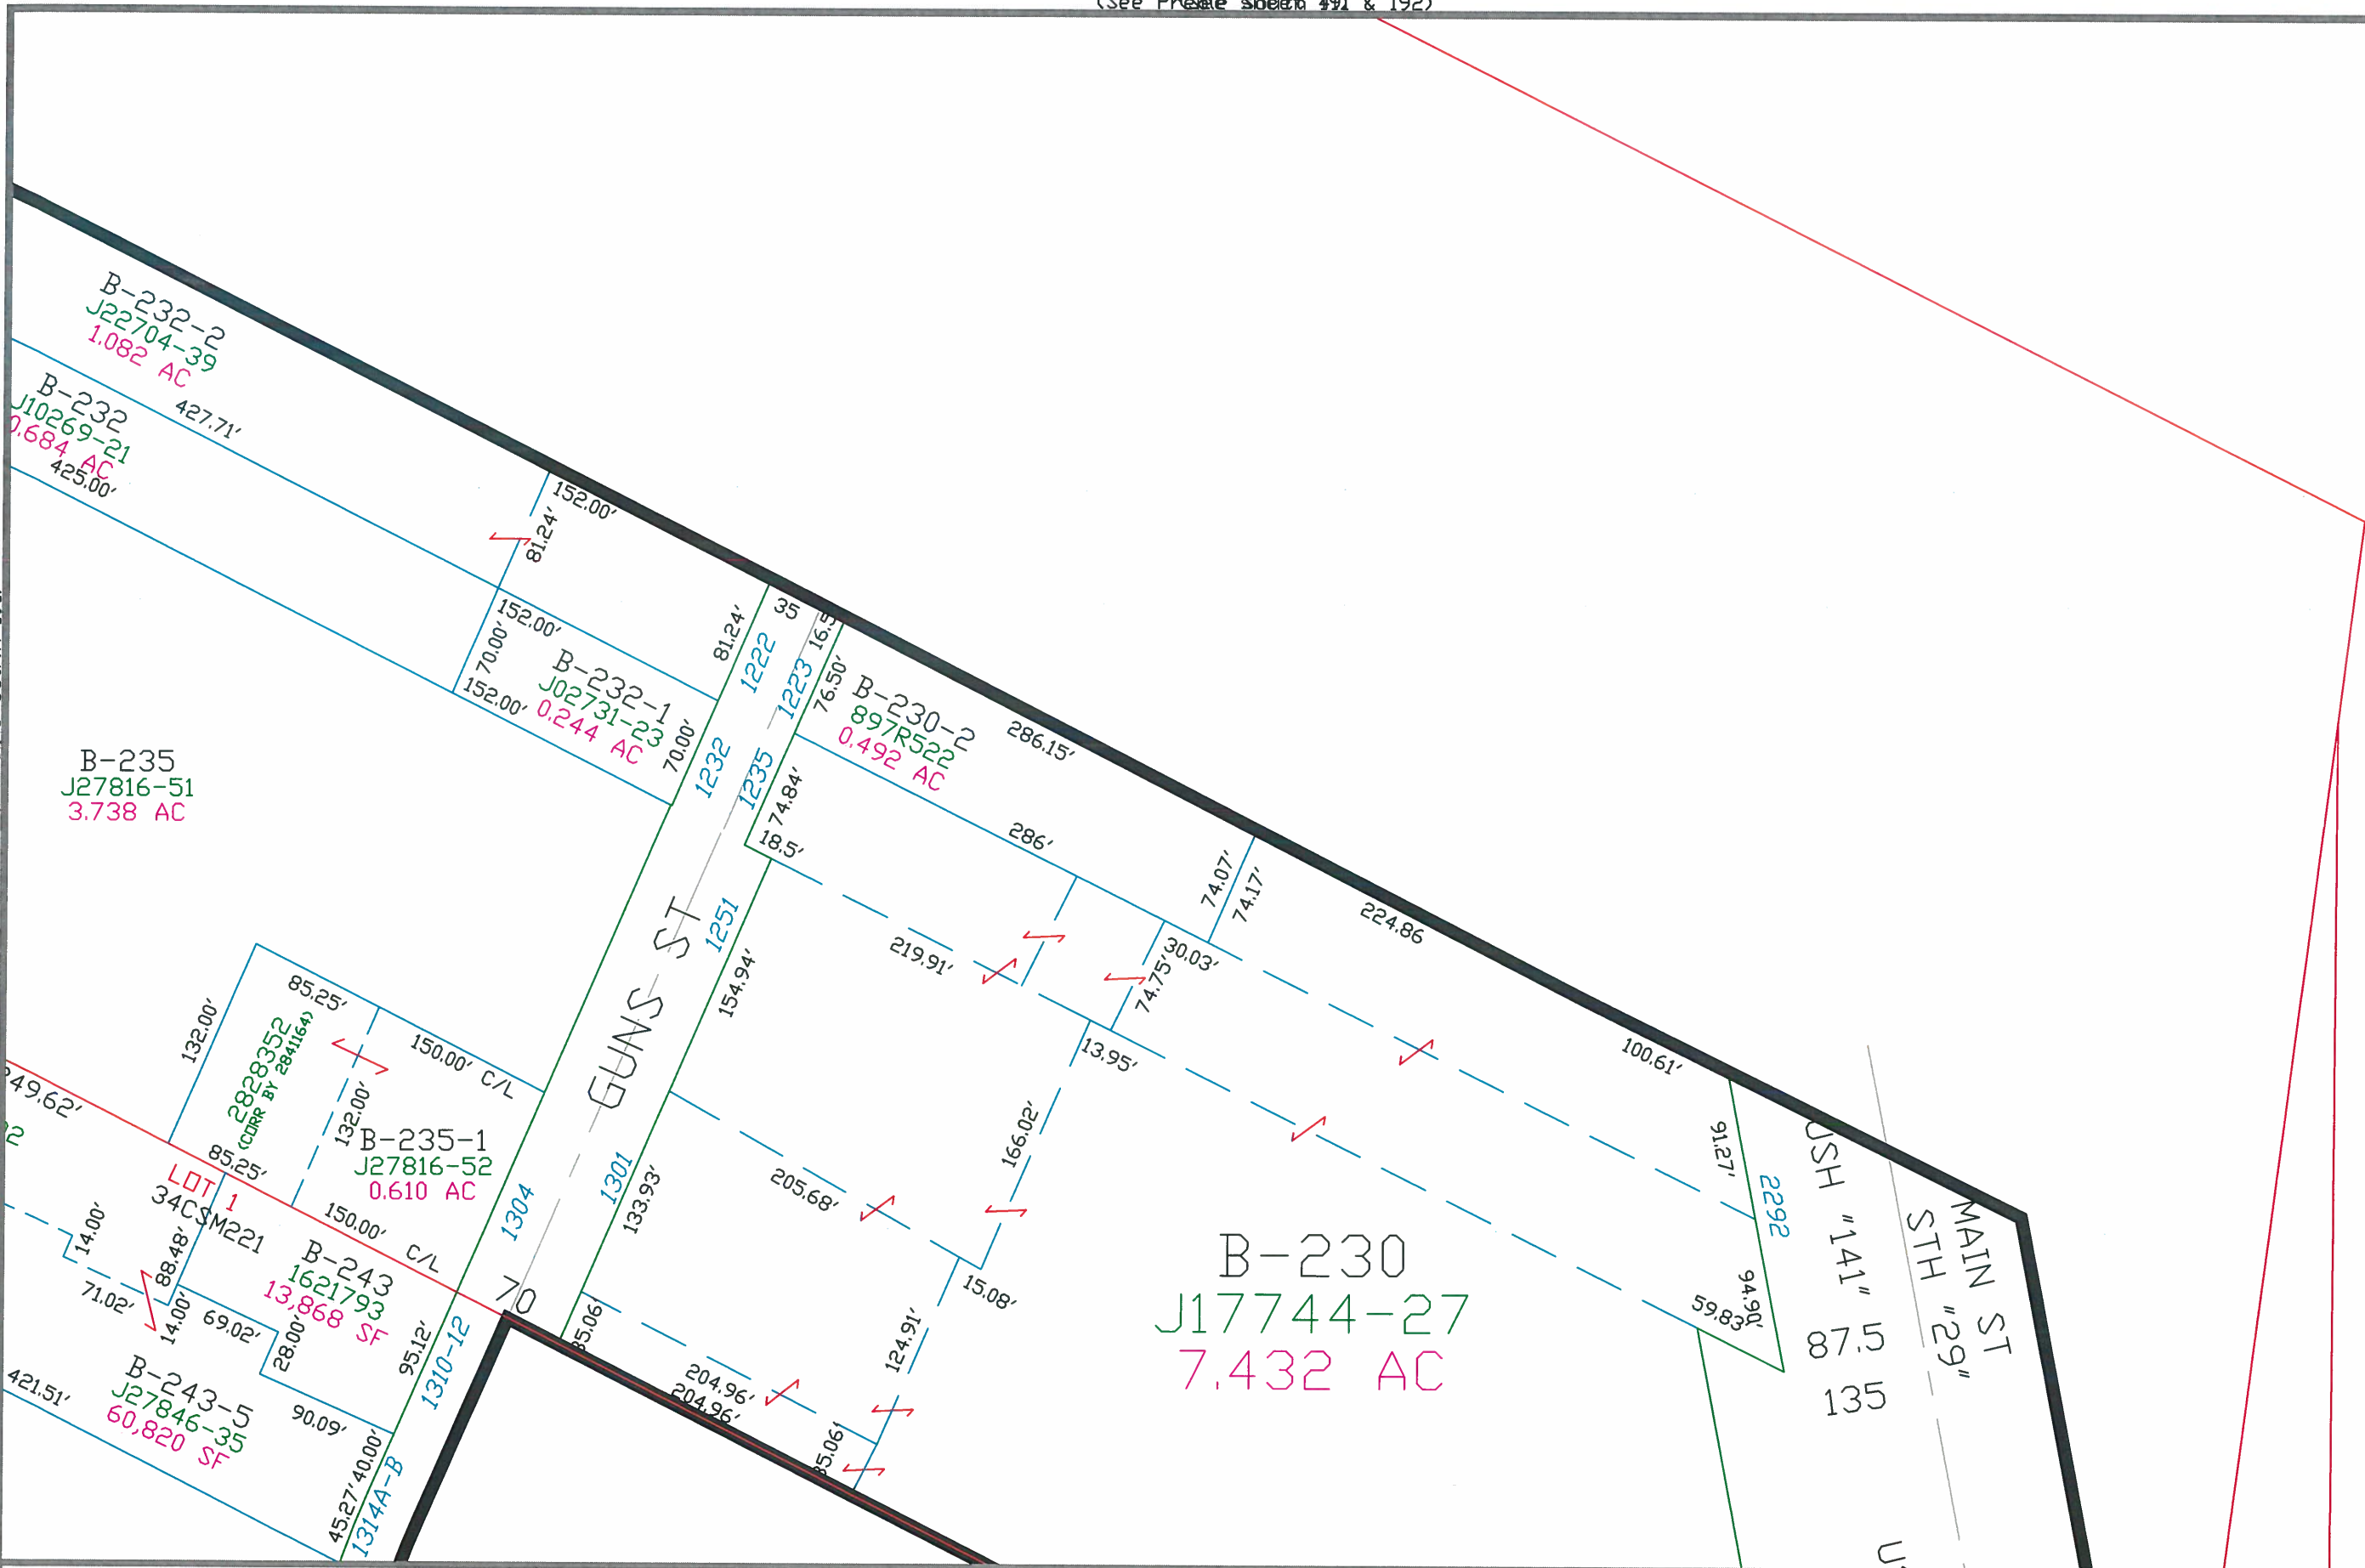 B-232-2
J22704-39
1.082 AC
B-232
J10269-21
0.684 AC
427.71'
425.00'
152.00'
81.24'
152.00'
70.00'
152.00'
B-232-1
J02731-23
0.244 AC
81.24'
70.00'
35
1222
1223
16.5
1232
1235
76.50'
74.84'
18.5'
B-230-2
897R522
0.492 AC
286.15'
286'
74.07'
74.17'
224.86
100.61'
B-235
J27816-51
3.738 AC
GUNS ST
1251
154.94'
219.91'
74.75'
30.03'
13.95'
166.02'
85.25'
132.00'
2828352
(CORR BY 2841164)
150.00' C/L
132.00'
B-235-1
J27816-52
0.610 AC
85.25'
LOT 1
34CSM221
150.00' C/L
1304
1301
133.93'
205.68'
15.08'
124.91'
204.96'
204.96'
70
B-230
J17744-27
7.432 AC
91.27'
2292
94.90'
59.83'
USH "141"
STH "29"
MAIN ST
87.5
135
14.00'
71.02'
88.48'
14.00'
69.02'
28.00'
B-243
1621793
13,868 SF
95.12'
1310-12
421.51'
B-243-5
J27846-35
60,820 SF
90.09'
40.00'
45.27'
1314A-B